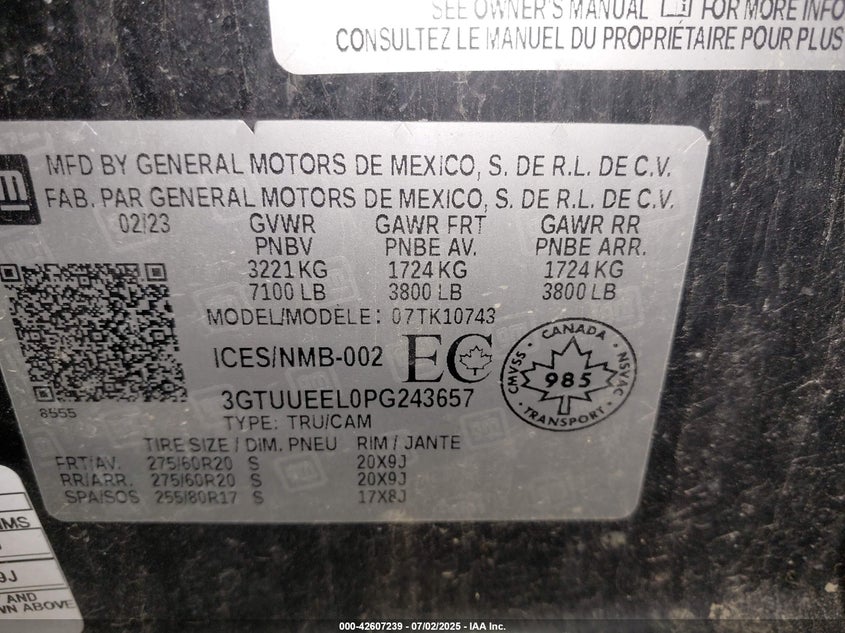 SEE OWNER'S MANUAL FOR MORE INFO
CONSULTEZ LE MANUEL DU PROPRIÉTAIRE POUR PLUS
MFD BY GENERAL MOTORS DE MEXICO, S. DE R.L. DE C.V.
FAB. PAR GENERAL MOTORS DE MEXICO, S. DE R.L. DE C.V.
02/23 GVWR GAWR FRT GAWR RR
PNBV PNBE AV. PNBE ARR.
3221 KG 1724 KG 1724 KG
7100 LB 3800 LB 3800 LB
MODEL/MODÈLE: 07TK10743
ICES/NMB-002 EC
CANADA
CMVSS 985 NSVAC
TRANSPORT
3GTUUEEL0PG243657
8555
TYPE: TRU/CAM
TIRE SIZE / DIM. PNEU RIM / JANTE
FRT/AV. 275/60R20 S 20X9J
RR/ARR. 275/60R20 S 20X9J
SPA/SOS 255/80R17 S 17X8J
IMS
9J
AND
WN ABOVE
000-42607239 - 07/02/2025 - IAA Inc.